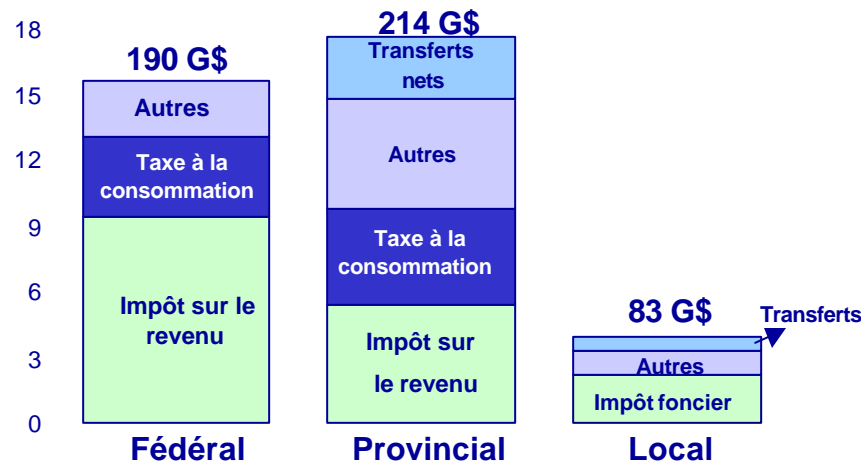 18
15
12
9
6
3
0
190 G$
Autres
Taxe à la
consommation
Impôt sur le
revenu
Fédéral
214 G$
Transferts
nets
Autres
Taxe à la
consommation
Impôt sur
le revenu
Provincial
83 G$
Transferts
Autres
Impôt foncier
Local